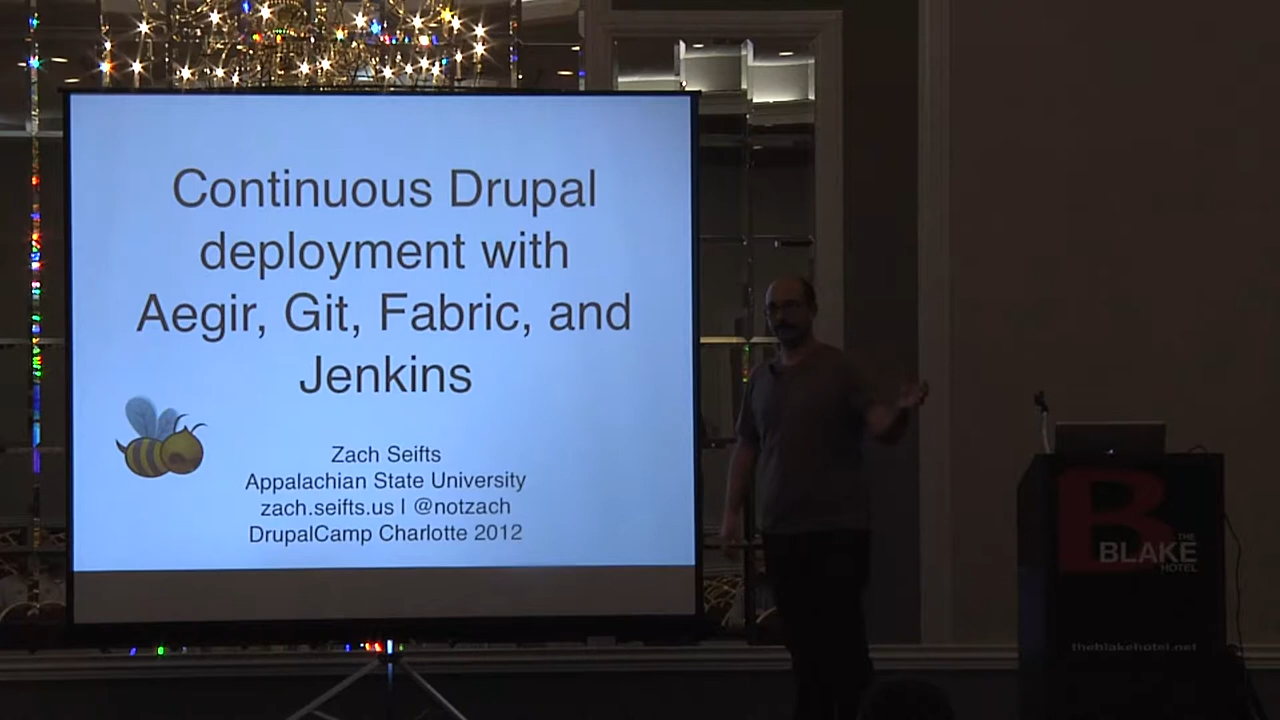 Continuous Drupal
deployment with
Aegir, Git, Fabric, and
Jenkins
Zach Seifts
Appalachian State University
zach.seifts.us | @notzach
DrupalCamp Charlotte 2012
B
THE
BLAKE
HOTEL
theblakehotel.net